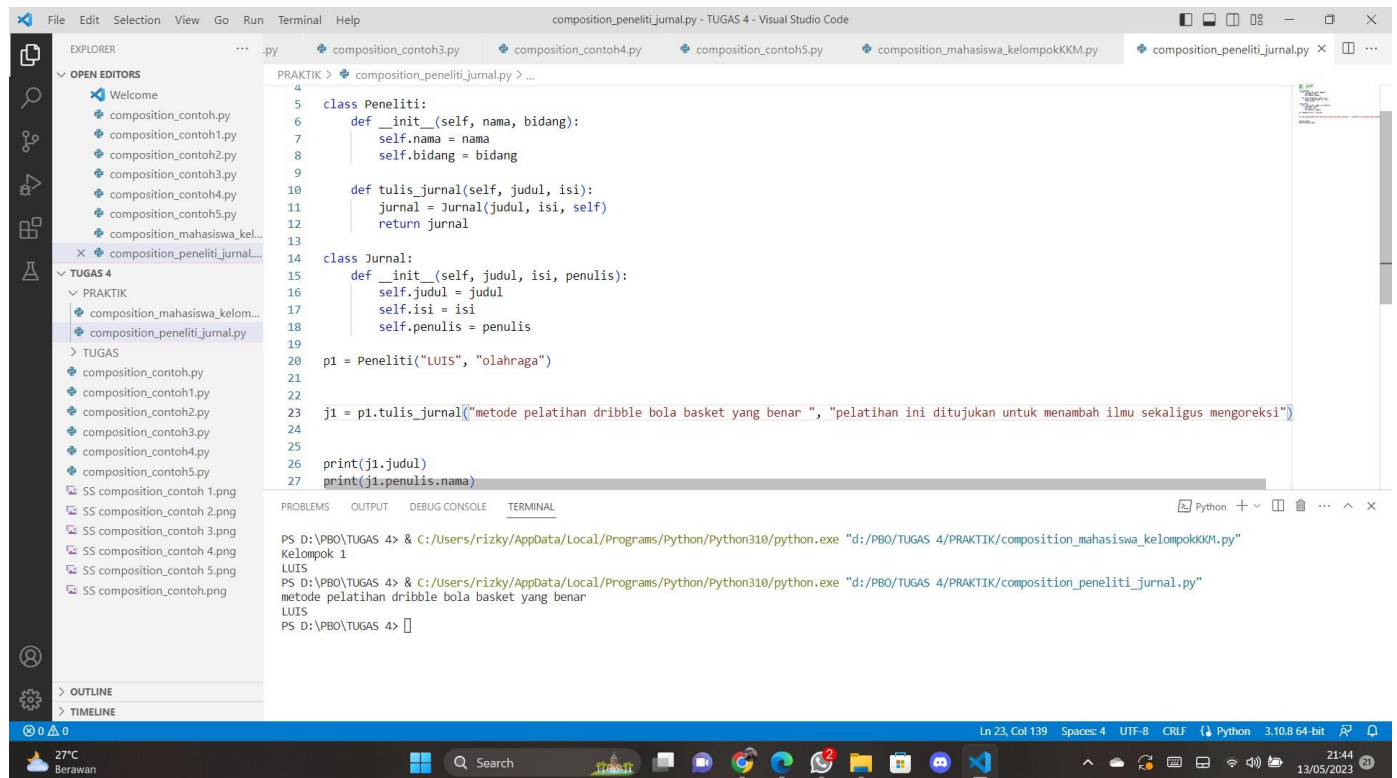 File Edit Selection View Go Run Terminal Help composition_peneliti_jurnal.py - TUGAS 4 - Visual Studio Code
EXPLORER ...
.py composition_contoh3.py composition_contoh4.py composition_contoh5.py composition_mahasiswa_kelompokKKM.py composition_peneliti_jurnal.py ...
OPEN EDITORS
Welcome
composition_contoh.py
composition_contoh1.py
composition_contoh2.py
composition_contoh3.py
composition_contoh4.py
composition_contoh5.py
composition_mahasiswa_kel...
composition_peneliti_jurnal....
TUGAS 4
PRAKTIK
composition_mahasiswa_kelom...
composition_peneliti_jurnal.py
TUGAS
composition_contoh.py
composition_contoh1.py
composition_contoh2.py
composition_contoh3.py
composition_contoh4.py
composition_contoh5.py
SS composition_contoh 1.png
SS composition_contoh 2.png
SS composition_contoh 3.png
SS composition_contoh 4.png
SS composition_contoh 5.png
SS composition_contoh.png
OUTLINE
TIMELINE
PRAKTIK > composition_peneliti_jurnal.py > ...
4
5 class Peneliti:
6     def __init__(self, nama, bidang):
7         self.nama = nama
8         self.bidang = bidang
9
10     def tulis_jurnal(self, judul, isi):
11         jurnal = Jurnal(judul, isi, self)
12         return jurnal
13
14 class Jurnal:
15     def __init__(self, judul, isi, penulis):
16         self.judul = judul
17         self.isi = isi
18         self.penulis = penulis
19
20 p1 = Peneliti("LUIS", "olahraga")
21
22
23 j1 = p1.tulis_jurnal("metode pelatihan dribble bola basket yang benar ", "pelatihan ini ditujukan untuk menambah ilmu sekaligus mengoreksi")
24
25
26 print(j1.judul)
27 print(j1.penulis.nama)
PROBLEMS OUTPUT DEBUG CONSOLE TERMINAL Python
PS D:\PBO\TUGAS 4> & C:/Users/rizky/AppData/Local/Programs/Python/Python310/python.exe "d:/PBO/TUGAS 4/PRAKTIK/composition_mahasiswa_kelompokKKM.py"
Kelompok 1
LUIS
PS D:\PBO\TUGAS 4> & C:/Users/rizky/AppData/Local/Programs/Python/Python310/python.exe "d:/PBO/TUGAS 4/PRAKTIK/composition_peneliti_jurnal.py"
metode pelatihan dribble bola basket yang benar
LUIS
PS D:\PBO\TUGAS 4>
0 0 Ln 23, Col 139 Spaces: 4 UTF-8 CRLF Python 3.10.8 64-bit
27°C
Berawan
Search
2
21:44
13/05/2023
2